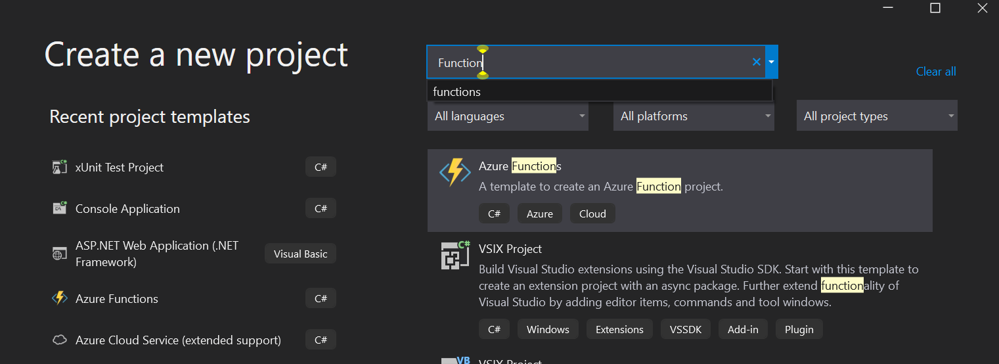 Create a new project
Recent project templates
xUnit Test Project
C#
Console Application
C#
ASP.NET Web Application (.NET
Framework)
Visual Basic
Azure Functions
C#
Azure Cloud Service (extended support)
C#
Function
functions
Clear all
All languages
All platforms
All project types
Azure Functions
A template to create an Azure Function project.
C#
Azure
Cloud
C#
VSIX Project
Build Visual Studio extensions using the Visual Studio SDK. Start with this template to
create an extension project with an async package. Further extend functionality of
Visual Studio by adding editor items, commands and tool windows.
C#
Windows
Extensions
VSSDK
Add-in
Plugin
VB
VSIX Project